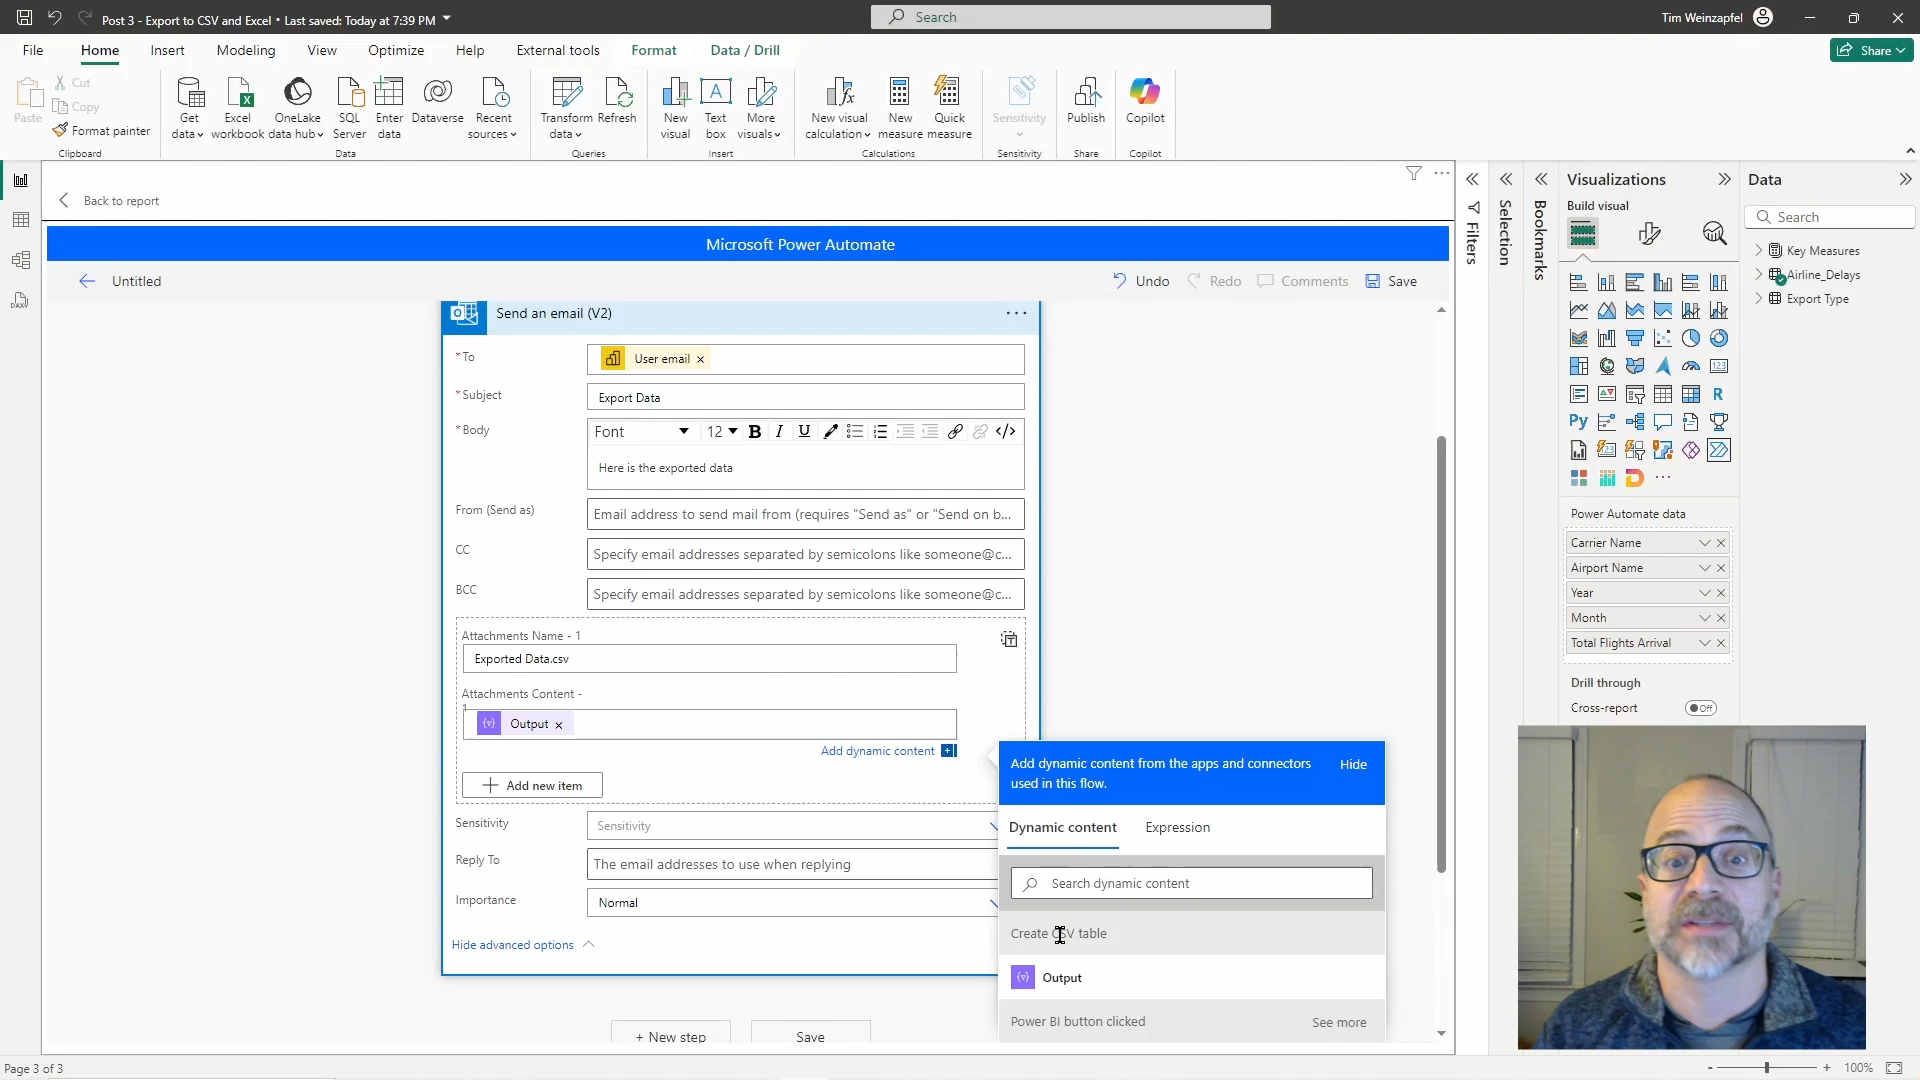 Post 3 - Export to CSV and Excel • Last saved: Today at 7:39 PM
Search
Tim Weinzapfel
File
Home
Insert
Modeling
View
Optimize
Help
External tools
Format
Data / Drill
Share
Paste
Cut
Copy
Format painter
Get data
Excel workbook
OneLake data hub
SQL Server
Enter data
Dataverse
Recent sources
Transform data
Refresh
New visual
Text box
More visuals
New visual calculation
New measure
Quick measure
Sensitivity
Publish
Copilot
Clipboard
Data
Queries
Insert
Calculations
Sensitivity
Share
Copilot
Back to report
Microsoft Power Automate
Untitled
Undo
Redo
Comments
Save
Send an email (V2)
* To
User email
* Subject
Export Data
* Body
Font
12
B
I
U
</>
Here is the exported data
From (Send as)
Email address to send mail from (requires "Send as" or "Send on b...
CC
Specify email addresses separated by semicolons like someone@c...
BCC
Specify email addresses separated by semicolons like someone@c...
Attachments Name - 1
Exported Data.csv
Attachments Content -
1
Output
Add dynamic content
Add new item
Sensitivity
Sensitivity
Reply To
The email addresses to use when replying
Importance
Normal
Hide advanced options
+ New step
Save
Add dynamic content from the apps and connectors
used in this flow.
Hide
Dynamic content
Expression
Search dynamic content
Create CSV table
Output
Power BI button clicked
See more
Filters
Selection
Bookmarks
Visualizations
Build visual
123
R
Py
Power Automate data
Carrier Name
Airport Name
Year
Month
Total Flights Arrival
Drill through
Cross-report
Off
Data
Search
Key Measures
Airline_Delays
Export Type
Page 3 of 3
100%